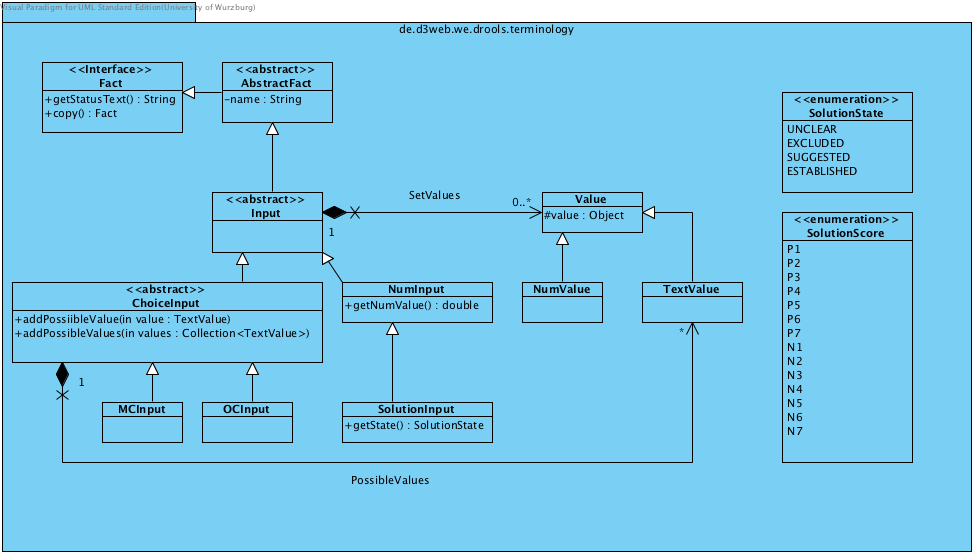 Visual Paradigm for UML Standard Edition(University of Wurzburg)
de.d3web.we.drools.terminology
<<Interface>>
Fact
+getStatusText() : String
+copy() : Fact
<<abstract>>
AbstractFact
-name : String
<<enumeration>>
SolutionState
UNCLEAR
EXCLUDED
SUGGESTED
ESTABLISHED
<<abstract>>
Input
1
SetValues
0..*
Value
#value : Object
<<enumeration>>
SolutionScore
P1
P2
P3
P4
P5
P6
P7
N1
N2
N3
N4
N5
N6
N7
<<abstract>>
ChoiceInput
+addPossiibleValue(in value : TextValue)
+addPossibleValues(in values : Collection<TextValue>)
NumInput
+getNumValue() : double
NumValue
TextValue
*
1
MCInput
OCInput
SolutionInput
+getState() : SolutionState
PossibleValues